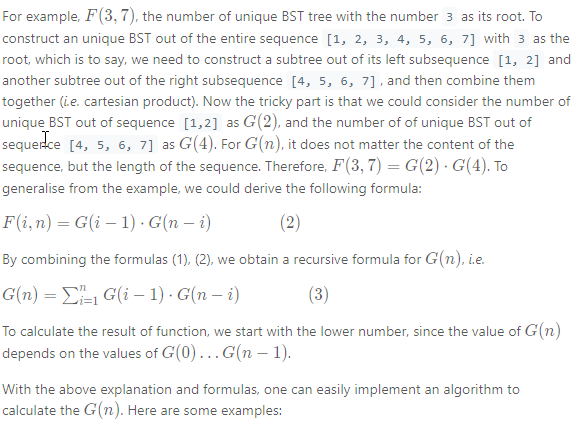 For example, F(3, 7), the number of unique BST tree with the number 3 as its root. To
construct an unique BST out of the entire sequence [1, 2, 3, 4, 5, 6, 7] with 3 as the
root, which is to say, we need to construct a subtree out of its left subsequence [1, 2] and
another subtree out of the right subsequence [4, 5, 6, 7], and then combine them
together (i.e. cartesian product). Now the tricky part is that we could consider the number of
unique BST out of sequence [1,2] as G(2), and the number of of unique BST out of
sequence [4, 5, 6, 7] as G(4). For G(n), it does not matter the content of the
sequence, but the length of the sequence. Therefore, F(3, 7) = G(2) · G(4). To
generalise from the example, we could derive the following formula:
F(i, n) = G(i − 1) · G(n − i) (2)
By combining the formulas (1), (2), we obtain a recursive formula for G(n), i.e.
G(n) = ∑ⁿᵢ₌₁ G(i − 1) · G(n − i) (3)
To calculate the result of function, we start with the lower number, since the value of G(n)
depends on the values of G(0) . . . G(n − 1).
With the above explanation and formulas, one can easily implement an algorithm to
calculate the G(n). Here are some examples: